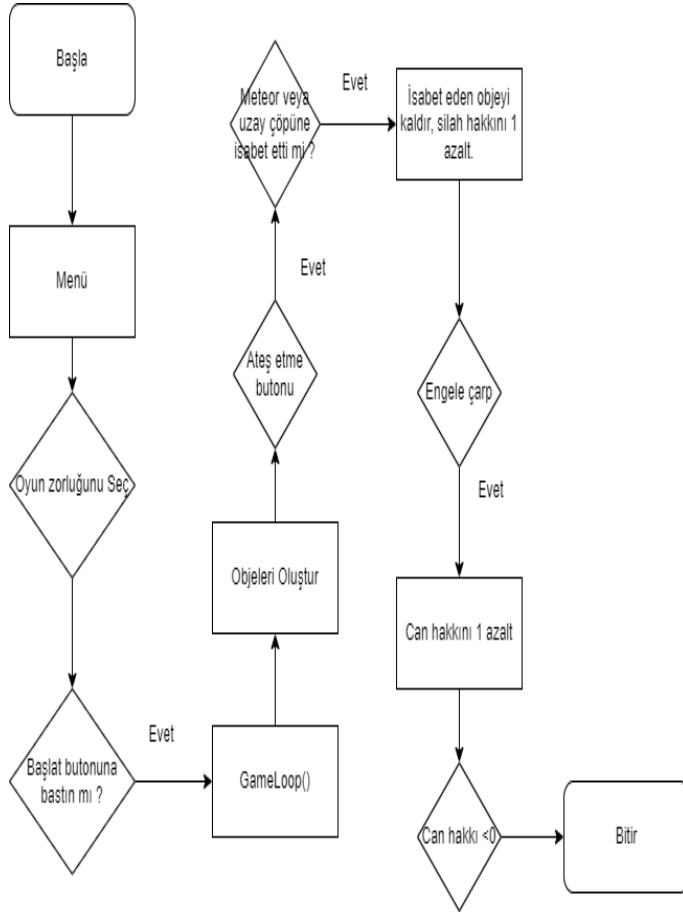 Başla
Menü
Oyun zorluğunu Seç
Başlat butonuna
bastın mı ?
Evet
GameLoop()
Objeleri Oluştur
Ateş etme
butonu
Evet
Meteor veya
uzay çöpüne
isabet etti mi ?
Evet
İsabet eden objeyi
kaldır, silah hakkını 1
azalt.
Engele çarp
Evet
Can hakkını 1 azalt
Can hakkı <0
Bitir